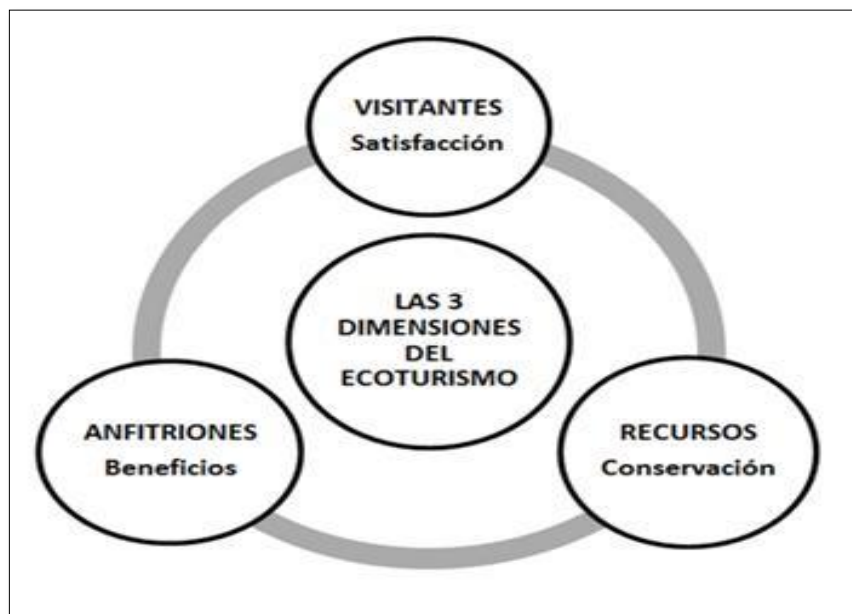 VISITANTES
Satisfacción
LAS 3
DIMENSIONES
DEL
ECOTURISMO
ANFITRIONES
Beneficios
RECURSOS
Conservación